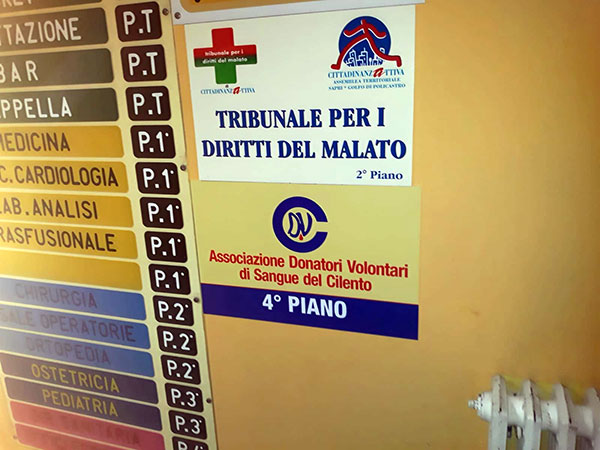 P.T
TAZIONE P.T
BAR P.T
PPELLA P.T
MEDICINA P.1°
C.CARDIOLOGIA P.1°
AB.ANALISI P.1°
RASFUSIONALE P.1°
P.1°
CHIRURGIA P.2°
SALE OPERATORIE P.2°
ORTOPEDIA P.2°
OSTETRICIA P.3°
PEDIATRIA P.3°
tribunale per i
diritti del malato
CITTADINANZATTIVA
CITTADINANZATTIVA
ASSEMBLEA TERRITORIALE
SAPRI * GOLFO DI POLICASTRO
TRIBUNALE PER I
DIRITTI DEL MALATO
2° Piano
Associazione Donatori Volontari
di Sangue del Cilento
4° PIANO